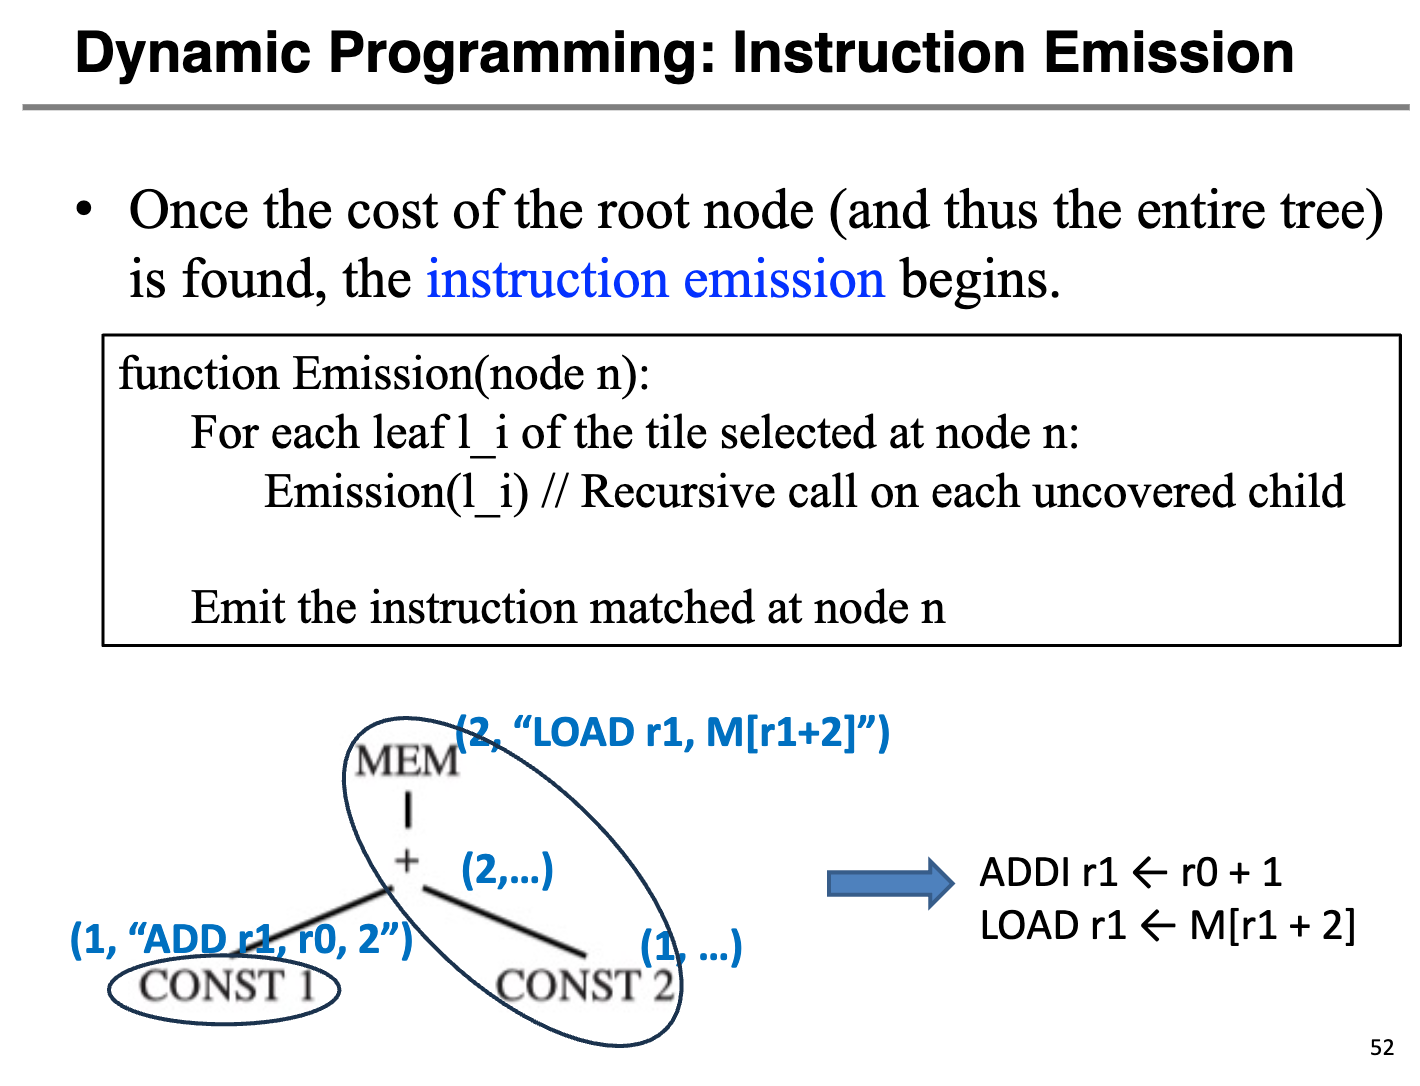 Dynamic Programming: Instruction Emission
• Once the cost of the root node (and thus the entire tree)
is found, the instruction emission begins.
function Emission(node n):
For each leaf l_i of the tile selected at node n:
Emission(l_i) // Recursive call on each uncovered child
Emit the instruction matched at node n
(2, “LOAD r1, M[r1+2]”)
MEM
+
(2,...)
(1, “ADD r1, r0, 2”)
(1, ...)
CONST 1
CONST 2
ADDI r1 ← r0 + 1
LOAD r1 ← M[r1 + 2]
52